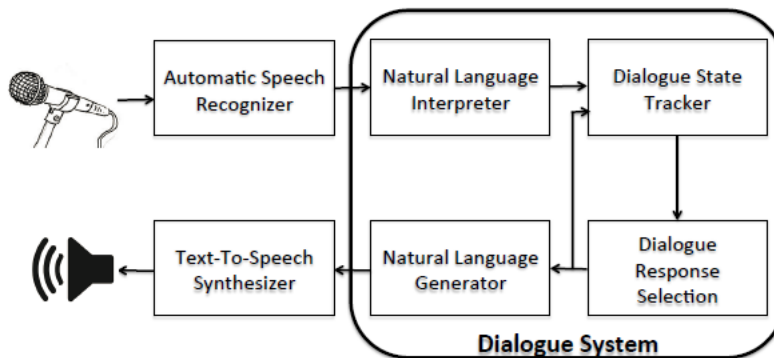 Automatic Speech
Recognizer
Natural Language
Interpreter
Dialogue State
Tracker
Text-To-Speech
Synthesizer
Natural Language
Generator
Dialogue
Response
Selection
Dialogue System